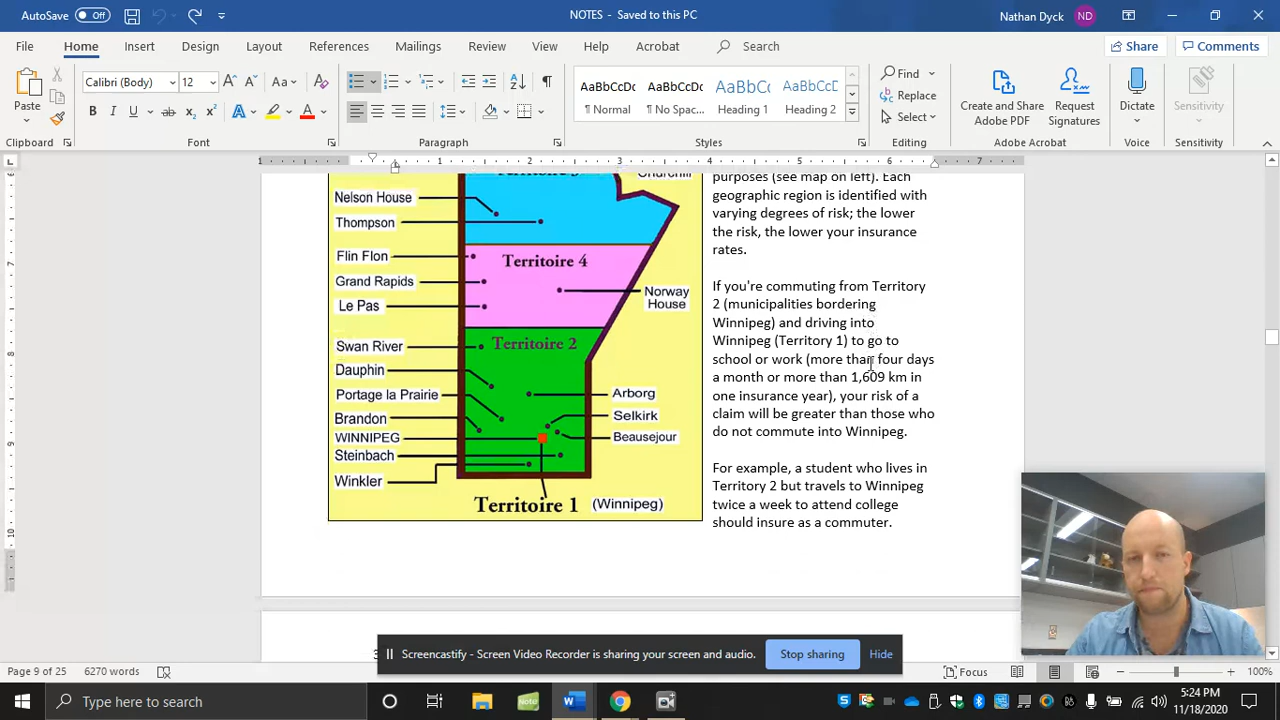 AutoSave Off
NOTES - Saved to this PC
Nathan Dyck ND
File Home Insert Design Layout References Mailings Review View Help Acrobat Search
Share Comments
Paste
Calibri (Body) 12
AaBbCcDc AaBbCcDc AaBbCc AaBbCcD
¶ Normal ¶ No Spac... Heading 1 Heading 2
Find
Replace
Select
Create and Share Adobe PDF
Request Signatures
Dictate
Sensitivity
Clipboard Font Paragraph Styles Editing Adobe Acrobat Voice Sensitivity
1 1 2 3 4 5 6 7
Churchill
Nelson House
Thompson
Flin Flon
Territoire 4
Grand Rapids
Norway House
Le Pas
Swan River
Territoire 2
Dauphin
Portage la Prairie
Arborg
Brandon
Selkirk
WINNIPEG
Beausejour
Steinbach
Winkler
Territoire 1 (Winnipeg)
purposes (see map on left). Each
geographic region is identified with
varying degrees of risk; the lower
the risk, the lower your insurance
rates.
If you're commuting from Territory
2 (municipalities bordering
Winnipeg) and driving into
Winnipeg (Territory 1) to go to
school or work (more than four days
a month or more than 1,609 km in
one insurance year), your risk of a
claim will be greater than those who
do not commute into Winnipeg.
For example, a student who lives in
Territory 2 but travels to Winnipeg
twice a week to attend college
should insure as a commuter.
Screencastify - Screen Video Recorder is sharing your screen and audio.
Stop sharing
Hide
Page 9 of 25 6270 words
Focus
100%
Type here to search
5:24 PM
11/18/2020